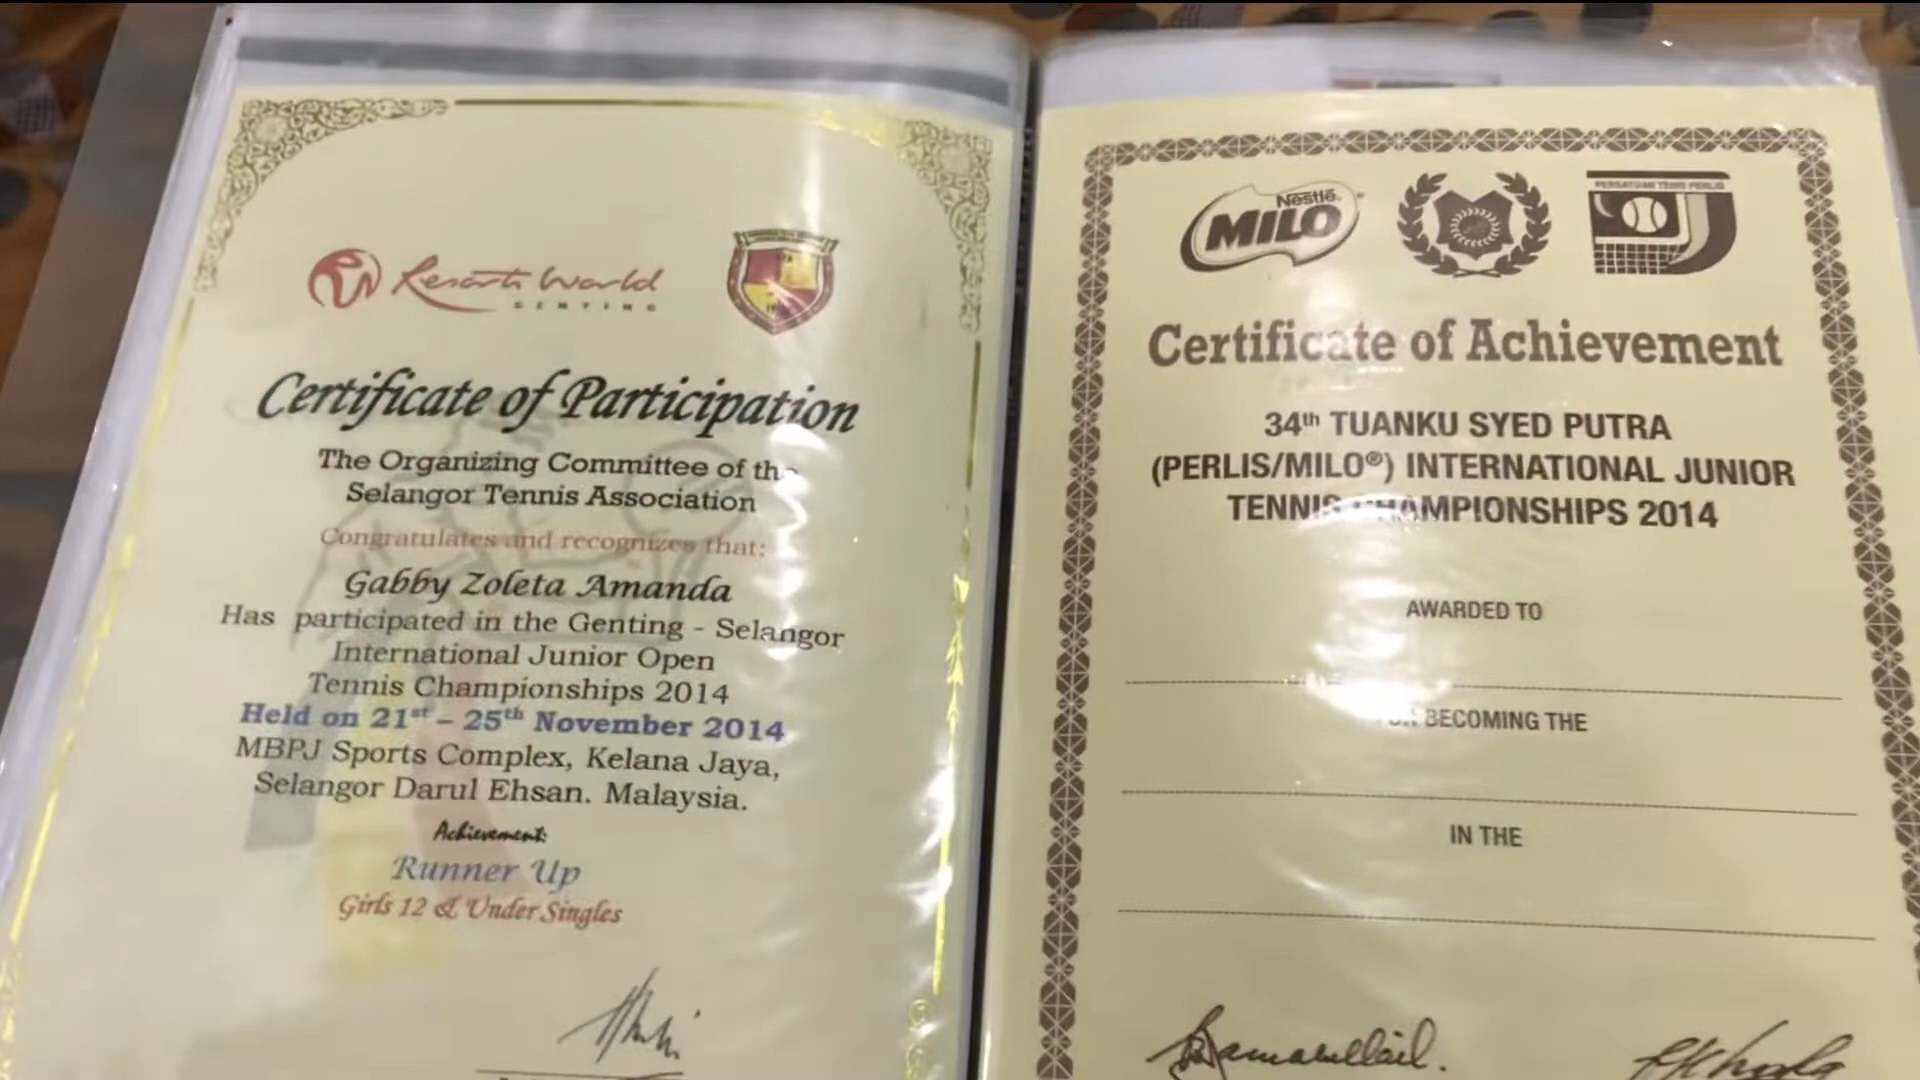 Resorts World
GENTING
Certificate of Participation
The Organizing Committee of the
Selangor Tennis Association
Congratulates and recognizes that:
Gabby Zoleta Amanda
Has participated in the Genting - Selangor
International Junior Open
Tennis Championships 2014
Held on 21st – 25th November 2014
MBPJ Sports Complex, Kelana Jaya,
Selangor Darul Ehsan. Malaysia.
Achievement:
Runner Up
Girls 12 & Under Singles
Nestlé
MILO
PERSATUAN TENIS PERLIS
Certificate of Achievement
34th TUANKU SYED PUTRA
(PERLIS/MILO®) INTERNATIONAL JUNIOR
TENNIS CHAMPIONSHIPS 2014
AWARDED TO
FOR BECOMING THE
IN THE